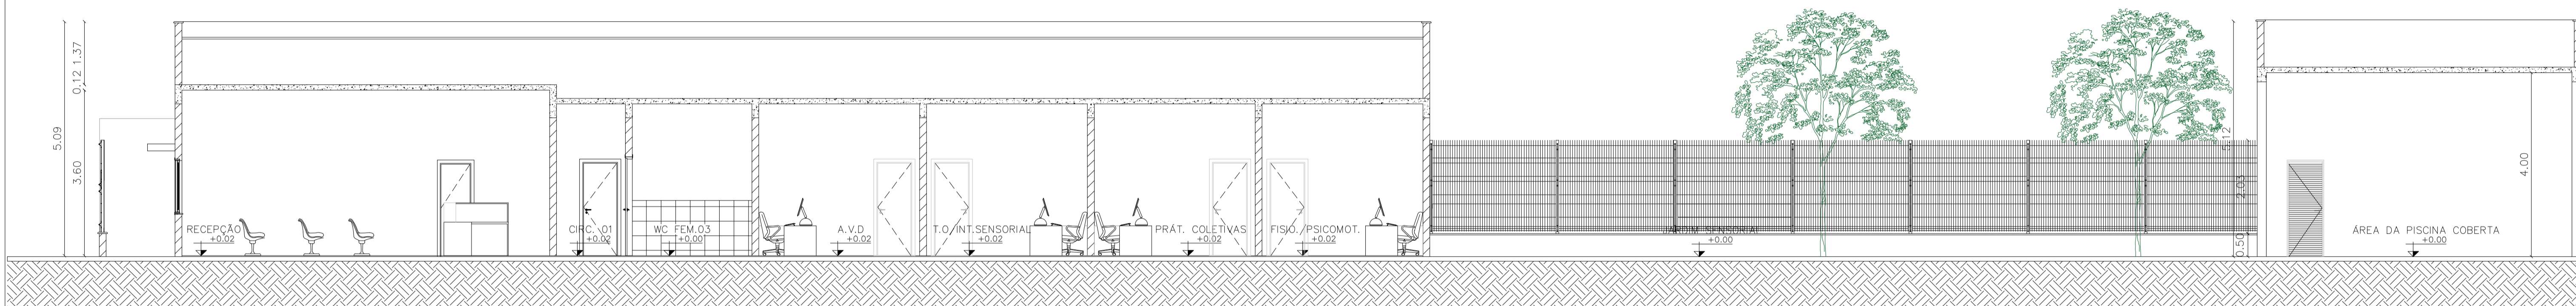 5.09
0.12 1.37
3.60
RECEPÇÃO
+0.02
CIRC. 01
+0.02
WC FEM.03
+0.00
A.V.D
+0.02
T.O. INT.SENSORIAL
+0.02
PRÁT. COLETIVAS
+0.02
FISIO./PSICOMOT.
+0.02
JARDIM SENSORIAL
+0.00
5.12
2.03
0.50
4.00
ÁREA DA PISCINA COBERTA
+0.00